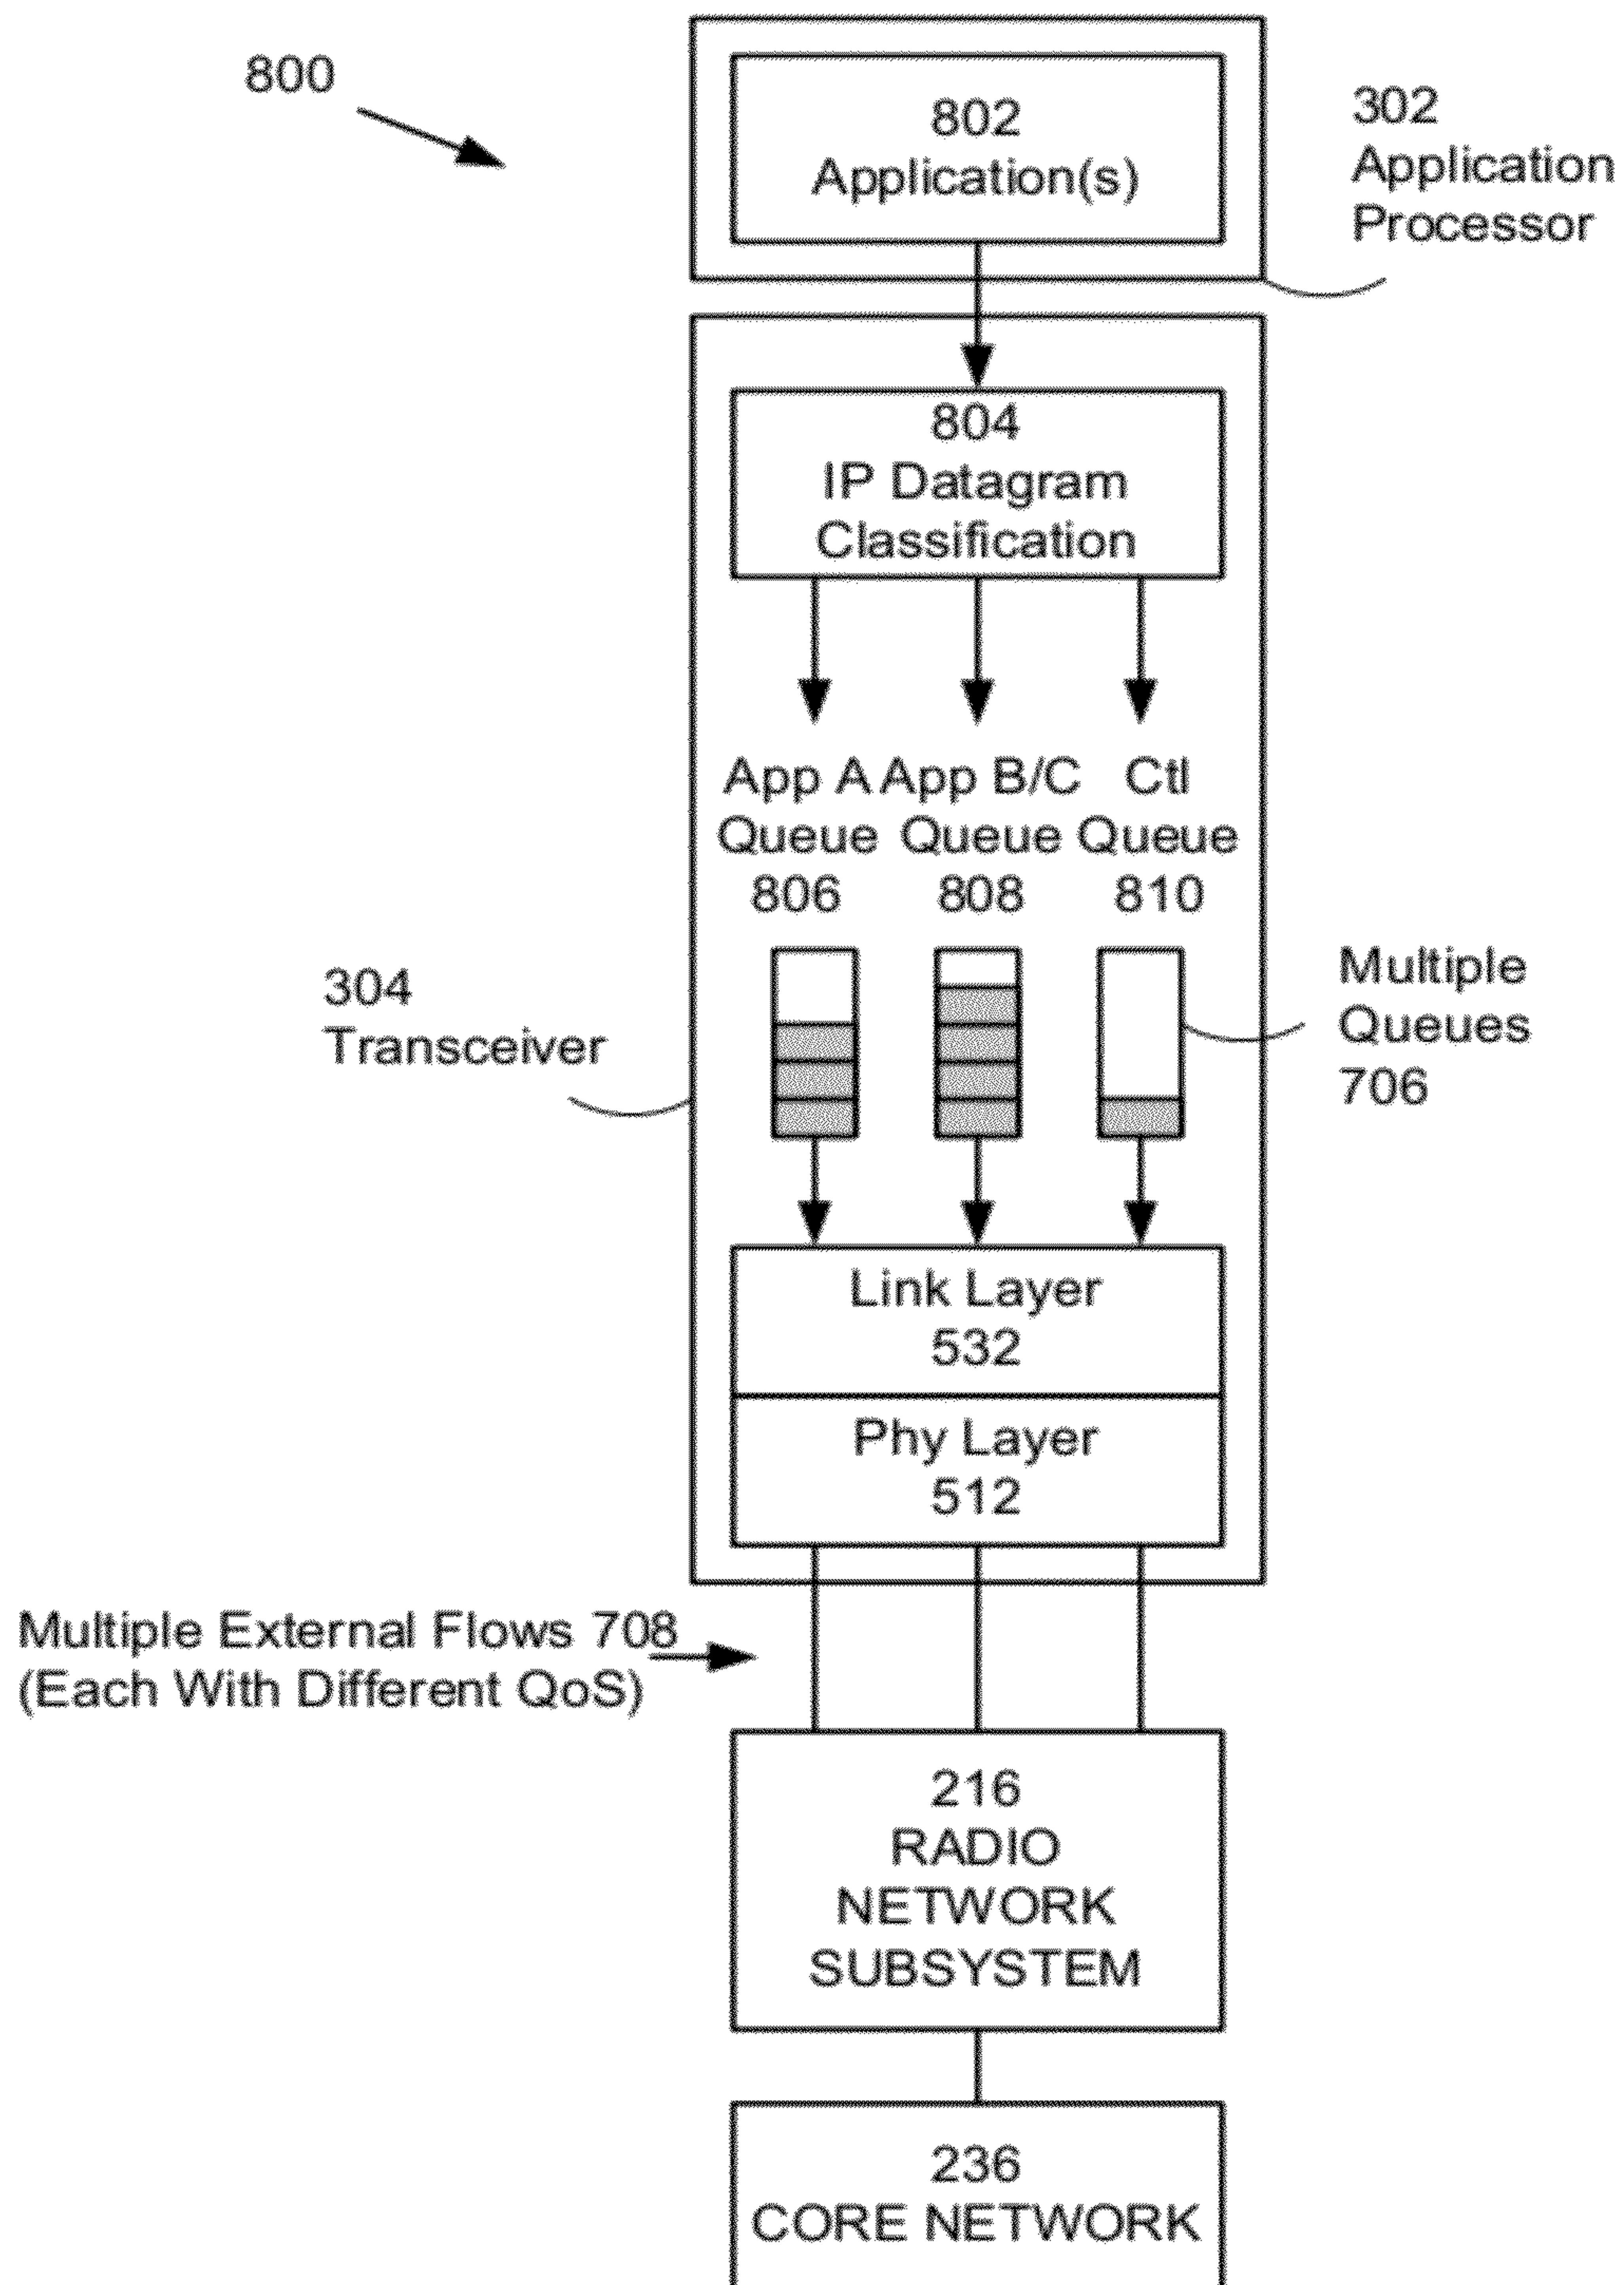 800
802
Application(s)
302
Application
Processor
804
IP Datagram
Classification
App A App B/C Ctl
Queue Queue Queue
806 808 810
304
Transceiver
Multiple
Queues
706
Link Layer
532
Phy Layer
512
Multiple External Flows 708
(Each With Different QoS)
216
RADIO
NETWORK
SUBSYSTEM
236
CORE NETWORK